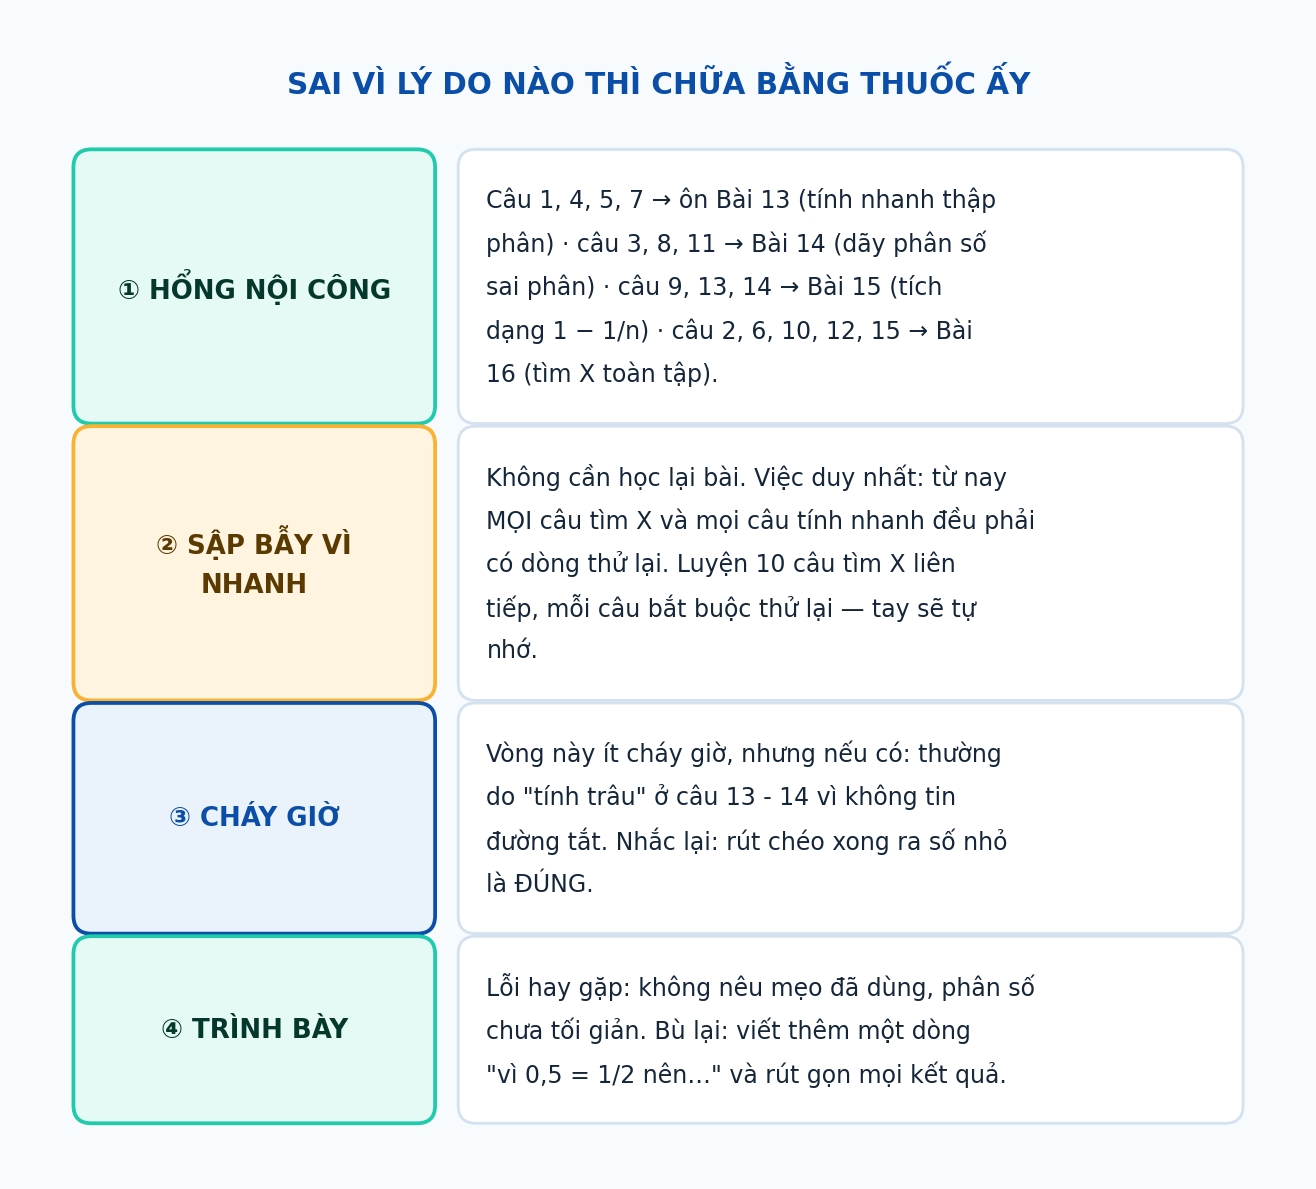 SAI VÌ LÝ DO NÀO THÌ CHỮA BẰNG THUỐC ẤY
① HỔNG NỘI CÔNG
Câu 1, 4, 5, 7 → ôn Bài 13 (tính nhanh thập
phân) · câu 3, 8, 11 → Bài 14 (dãy phân số
sai phân) · câu 9, 13, 14 → Bài 15 (tích
dạng 1 − 1/n) · câu 2, 6, 10, 12, 15 → Bài
16 (tìm X toàn tập).
② SẬP BẪY VÌ
NHANH
Không cần học lại bài. Việc duy nhất: từ nay
MỌI câu tìm X và mọi câu tính nhanh đều phải
có dòng thử lại. Luyện 10 câu tìm X liên
tiếp, mỗi câu bắt buộc thử lại — tay sẽ tự
nhớ.
③ CHÁY GIỜ
Vòng này ít cháy giờ, nhưng nếu có: thường
do "tính trâu" ở câu 13 - 14 vì không tin
đường tắt. Nhắc lại: rút chéo xong ra số nhỏ
là ĐÚNG.
④ TRÌNH BÀY
Lỗi hay gặp: không nêu mẹo đã dùng, phân số
chưa tối giản. Bù lại: viết thêm một dòng
"vì 0,5 = 1/2 nên…" và rút gọn mọi kết quả.